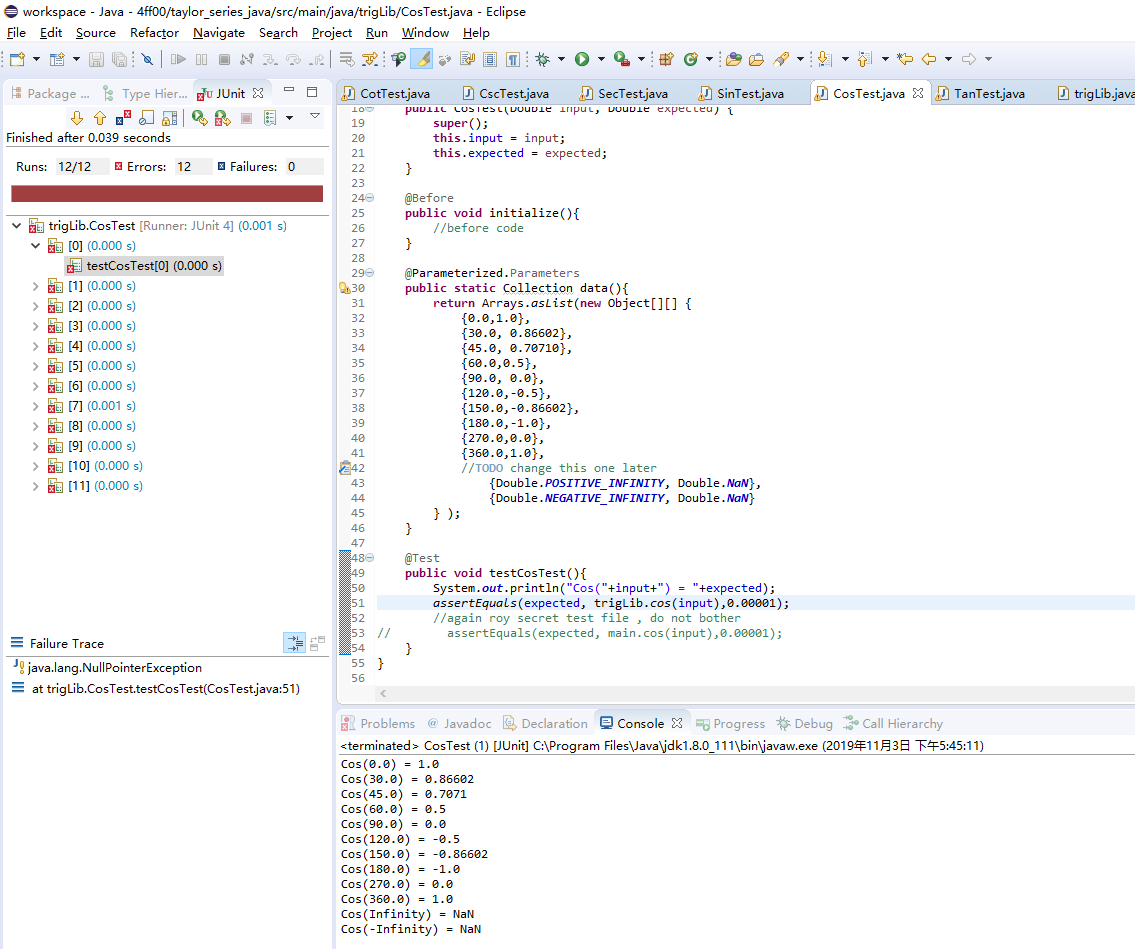 workspace - Java - 4ff00/taylor_series_java/src/main/java/trigLib/CosTest.java - Eclipse
File Edit Source Refactor Navigate Search Project Run Window Help
Package ... Type Hier... JUnit
Finished after 0.039 seconds
Runs: 12/12 Errors: 12 Failures: 0
trigLib.CosTest [Runner: JUnit 4] (0.001 s)
[0] (0.000 s)
testCosTest[0] (0.000 s)
[1] (0.000 s)
[2] (0.000 s)
[3] (0.000 s)
[4] (0.000 s)
[5] (0.000 s)
[6] (0.000 s)
[7] (0.001 s)
[8] (0.000 s)
[9] (0.000 s)
[10] (0.000 s)
[11] (0.000 s)
Failure Trace
java.lang.NullPointerException
at trigLib.CosTest.testCosTest(CosTest.java:51)
CotTest.java CscTest.java SecTest.java SinTest.java CosTest.java TanTest.java trigLib.java
18 public CosTest(Double input, Double expected) {
19 super();
20 this.input = input;
21 this.expected = expected;
22 }
23
24 @Before
25 public void initialize(){
26 //before code
27 }
28
29 @Parameterized.Parameters
30 public static Collection data(){
31 return Arrays.asList(new Object[][] {
32 {0.0,1.0},
33 {30.0, 0.86602},
34 {45.0, 0.70710},
35 {60.0,0.5},
36 {90.0, 0.0},
37 {120.0,-0.5},
38 {150.0,-0.86602},
39 {180.0,-1.0},
40 {270.0,0.0},
41 {360.0,1.0},
42 //TODO change this one later
43 {Double.POSITIVE_INFINITY, Double.NaN},
44 {Double.NEGATIVE_INFINITY, Double.NaN}
45 } );
46 }
47
48 @Test
49 public void testCosTest(){
50 System.out.println("Cos("+input+") = "+expected);
51 assertEquals(expected, trigLib.cos(input),0.00001);
52 //again roy secret test file , do not bother
53 // assertEquals(expected, main.cos(input),0.00001);
54 }
55 }
56
Problems @ Javadoc Declaration Console Progress Debug Call Hierarchy
<terminated> CosTest (1) [JUnit] C:\Program Files\Java\jdk1.8.0_111\bin\javaw.exe (2019年11月3日 下午5:45:11)
Cos(0.0) = 1.0
Cos(30.0) = 0.86602
Cos(45.0) = 0.7071
Cos(60.0) = 0.5
Cos(90.0) = 0.0
Cos(120.0) = -0.5
Cos(150.0) = -0.86602
Cos(180.0) = -1.0
Cos(270.0) = 0.0
Cos(360.0) = 1.0
Cos(Infinity) = NaN
Cos(-Infinity) = NaN